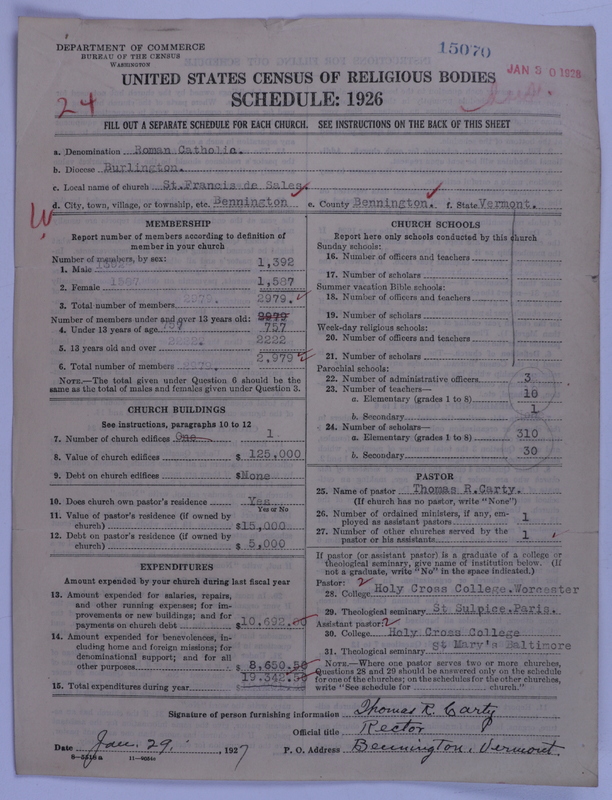 DEPARTMENT OF COMMERCE
BUREAU OF THE CENSUS
WASHINGTON
15070
JAN 30 1928
UNITED STATES CENSUS OF RELIGIOUS BODIES
SCHEDULE: 1926
24
FILL OUT A SEPARATE SCHEDULE FOR EACH CHURCH. SEE INSTRUCTIONS ON THE BACK OF THIS SHEET
a. Denomination Roman Catholic.
b. Diocese Burlington.
c. Local name of church St.Francis de Sales
d. City, town, village, or township, etc. Bennington e. County Bennington. f. State Vermont.
MEMBERSHIP
Report number of members according to definition of
member in your church
Number of members, by sex:
1. Male 1392 1,392
2. Female 1587 1,587
3. Total number of members 2979. 2979.
Number of members under and over 13 years old: 2979
4. Under 13 years of age 757 757
5. 13 years old and over 2222. 2222
6. Total number of members 2979. 2,979
NOTE.—The total given under Question 6 should be the
same as the total of males and females given under Question 3.
CHURCH BUILDINGS
See instructions, paragraphs 10 to 12
7. Number of church edifices One 1
8. Value of church edifices $ 125,000
9. Debt on church edifices $None
10. Does church own pastor's residence Yes
Yes or No
11. Value of pastor's residence (if owned by
church) $15,000
12. Debt on pastor's residence (if owned by
church) $ 5,000
EXPENDITURES
Amount expended by your church during last fiscal year
13. Amount expended for salaries, repairs,
and other running expenses; for im-
provements or new buildings; and for
payments on church debt $10,692.00
14. Amount expended for benevolences, in-
cluding home and foreign missions; for
denominational support; and for all
other purposes $ 8,650.50
15. Total expenditures during year $ 19.342.50
CHURCH SCHOOLS
Report here only schools conducted by this church
Sunday schools:
16. Number of officers and teachers
17. Number of scholars
Summer vacation Bible schools:
18. Number of officers and teachers
19. Number of scholars
Week-day religious schools:
20. Number of officers and teachers
21. Number of scholars
Parochial schools:
22. Number of administrative officers 3
23. Number of teachers—
a. Elementary (grades 1 to 8) 10
b. Secondary 1
24. Number of scholars—
a. Elementary (grades 1 to 8) 310
b. Secondary 30
PASTOR
25. Name of pastor Thomas R.Carty.
(If church has no pastor, write "None")
26. Number of ordained ministers, if any, em-
ployed as assistant pastors 1
27. Number of other churches served by the
pastor or his assistants 1
If pastor (or assistant pastor) is a graduate of a college or
theological seminary, give name of institution below. (If
not a graduate, write "No" in the space indicated.)
Pastor: 2
28. College Holy Cross College.Worcester
29. Theological seminary St Sulpice.Paris.
Assistant pastor: 2
30. College Holy Cross College
31. Theological seminary St Mary's Baltimore
NOTE.—Where one pastor serves two or more churches,
Questions 28 and 29 should be answered only on the schedule
for one of the churches; on the schedules for the other churches,
write "See schedule for church."
Signature of person furnishing information Thomas R. Carty
Official title Rector
Date Jan. 29. 1927 P. O. Address Bennington, Vermont.